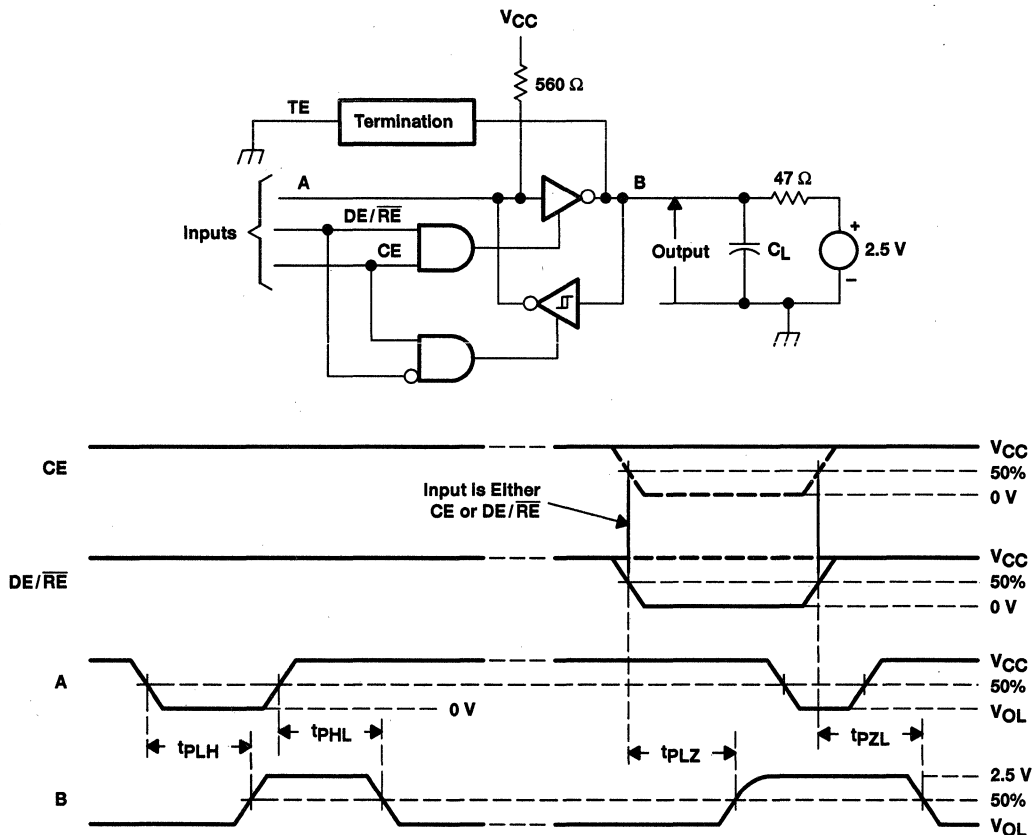 VCC
560 Ω
TE
Termination
A
B
47 Ω
DE/RE
Inputs
CE
Output
CL
+
2.5 V
−
CE
VCC
50%
0 V
Input is Either
CE or DE/RE
DE/RE
VCC
50%
0 V
A
VCC
50%
0 V
VOL
tPLH
tPHL
tPLZ
tPZL
B
2.5 V
50%
VOL